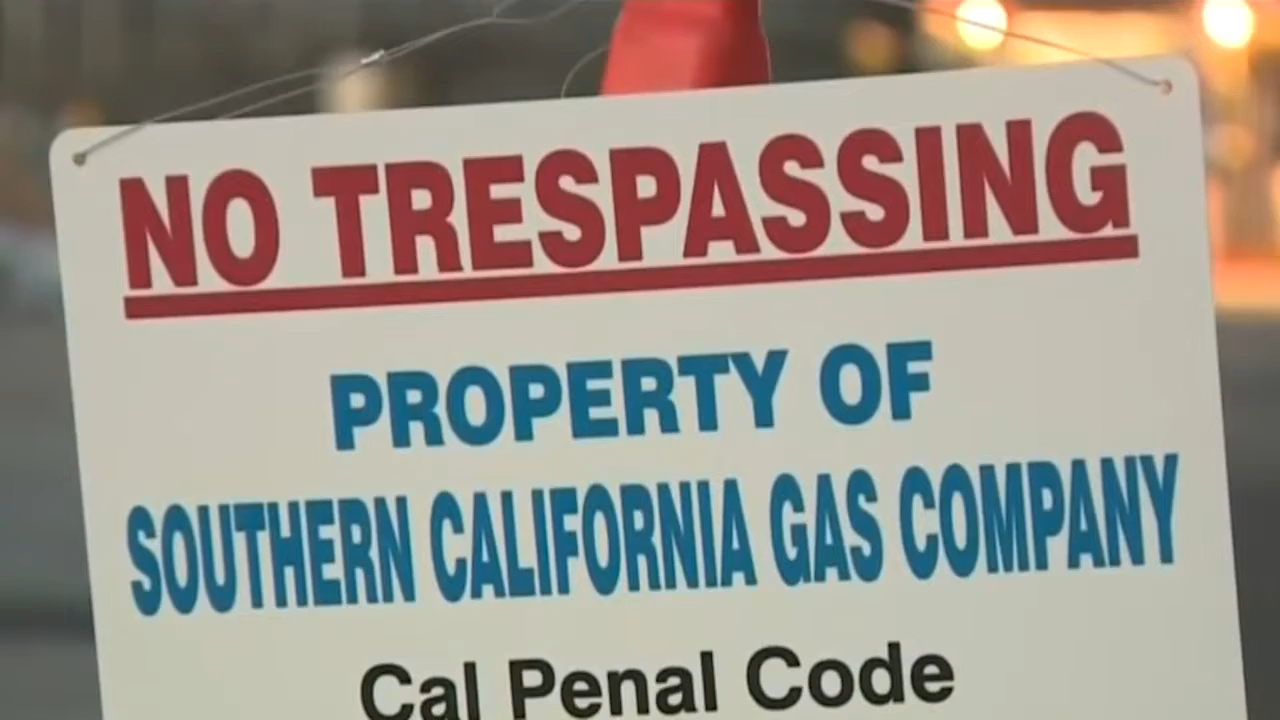 NO TRESPASSING
PROPERTY OF
SOUTHERN CALIFORNIA GAS COMPANY
Cal Penal Code